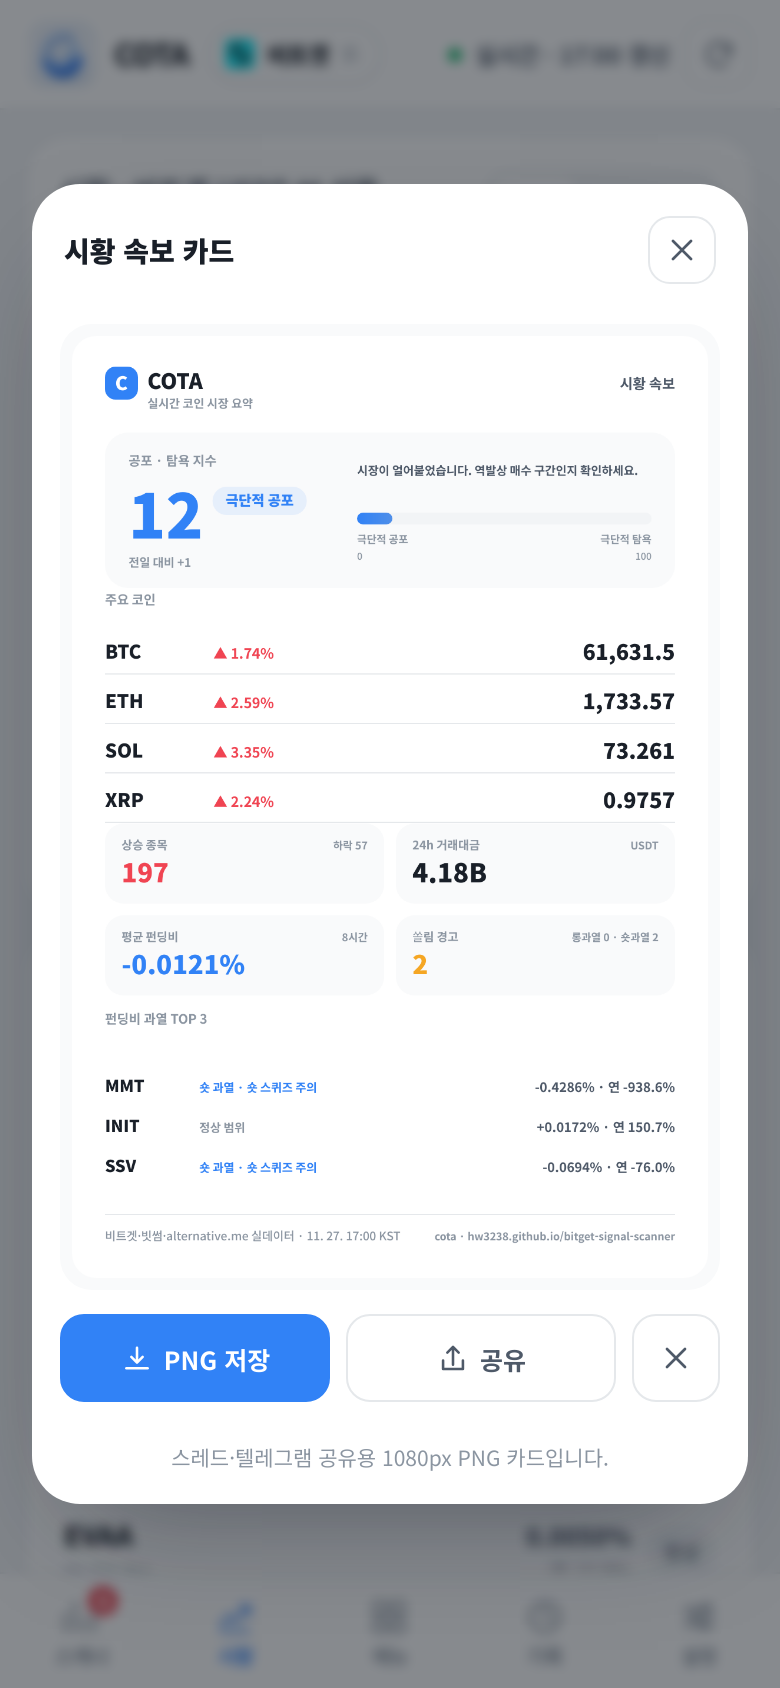 COTA
시황 속보 카드
C COTA
실시간 코인 시장 요약
시황 속보
공포 · 탐욕 지수
12 극단적 공포
전일 대비 +1
시장이 얼어붙었습니다. 역발상 매수 구간인지 확인하세요.
극단적 공포 극단적 탐욕
0 100
주요 코인
BTC ▲ 1.74% 61,631.5
ETH ▲ 2.59% 1,733.57
SOL ▲ 3.35% 73.261
XRP ▲ 2.24% 0.9757
상승 종목 하락 57
197
24h 거래대금 USDT
4.18B
평균 펀딩비 8시간
-0.0121%
쏠림 경고 롱과열 0 · 숏과열 2
2
펀딩비 과열 TOP 3
MMT 숏 과열 · 숏 스퀴즈 주의 -0.4286% · 연 -938.6%
INIT 정상 범위 +0.0172% · 연 150.7%
SSV 숏 과열 · 숏 스퀴즈 주의 -0.0694% · 연 -76.0%
비트겟·빗썸·alternative.me 실데이터 · 11. 27. 17:00 KST
cota · hw3238.github.io/bitget-signal-scanner
PNG 저장
공유
스레드·텔레그램 공유용 1080px PNG 카드입니다.
EVAA